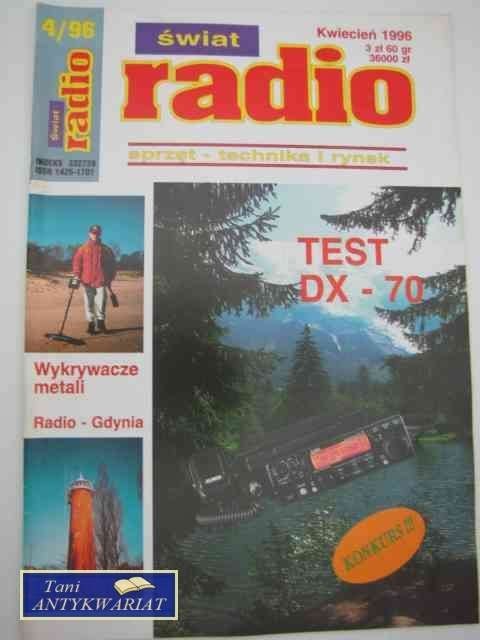 4/96
świat
radio
INDEKS 332739
ISSN 1425-1701
świat
radio
Kwiecień 1996
3 zł 60 gr
36000 zł
sprzęt - technika i rynek
TEST
DX - 70
Wykrywacze
metali
Radio - Gdynia
KONKURS !!!
Tani
ANTYKWARIAT